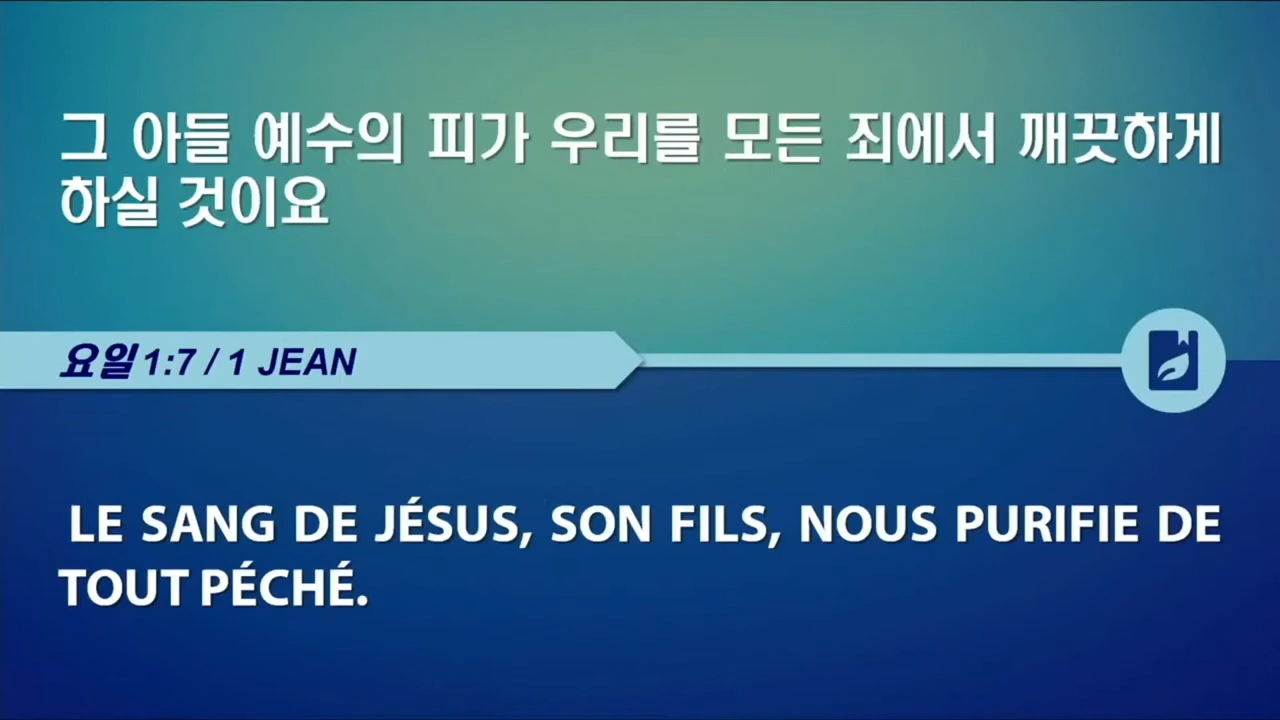 그 아들 예수의 피가 우리를 모든 죄에서 깨끗하게
하실 것이요
요일 1:7 / 1 JEAN
LE SANG DE JÉSUS, SON FILS, NOUS PURIFIE DE
TOUT PÉCHÉ.